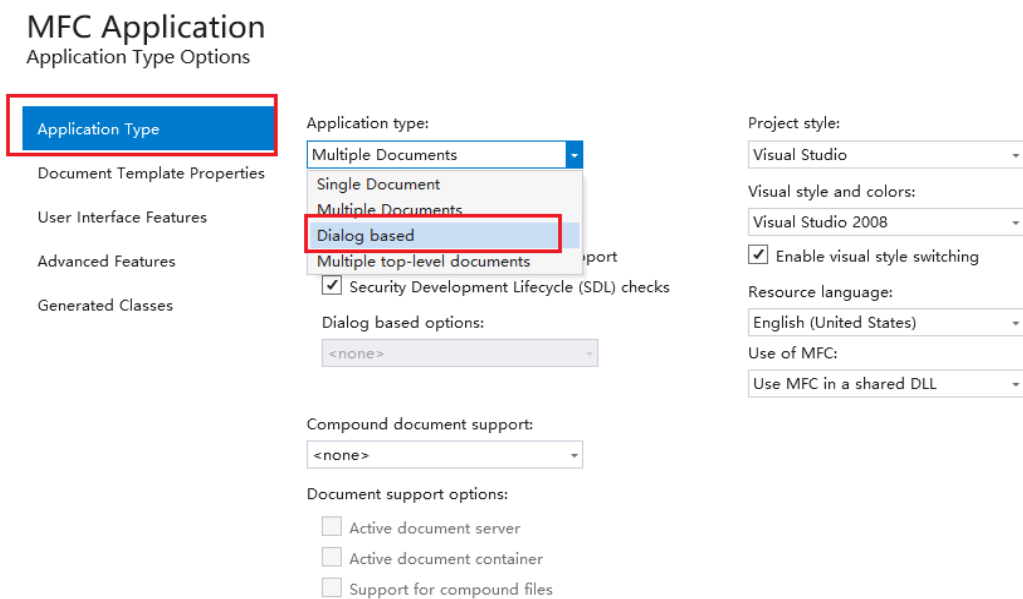 MFC Application
Application Type Options
Application Type
Document Template Properties
User Interface Features
Advanced Features
Generated Classes
Application type:
Multiple Documents
Single Document
Multiple Documents
Dialog based
Multiple top-level documents
port
Security Development Lifecycle (SDL) checks
Dialog based options:
<none>
Compound document support:
<none>
Document support options:
Active document server
Active document container
Support for compound files
Project style:
Visual Studio
Visual style and colors:
Visual Studio 2008
Enable visual style switching
Resource language:
English (United States)
Use of MFC:
Use MFC in a shared DLL